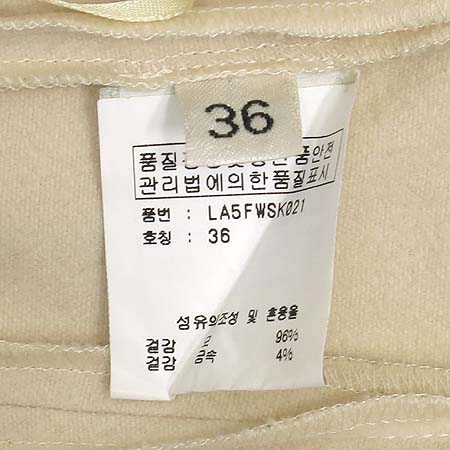 36
품질경영및공산품안전
관리법에의한품질표시
품번 : LA5FWSK021
호칭 : 36
섬유의조성 및 혼용율
겉감 모 96%
겉감 금속 4%